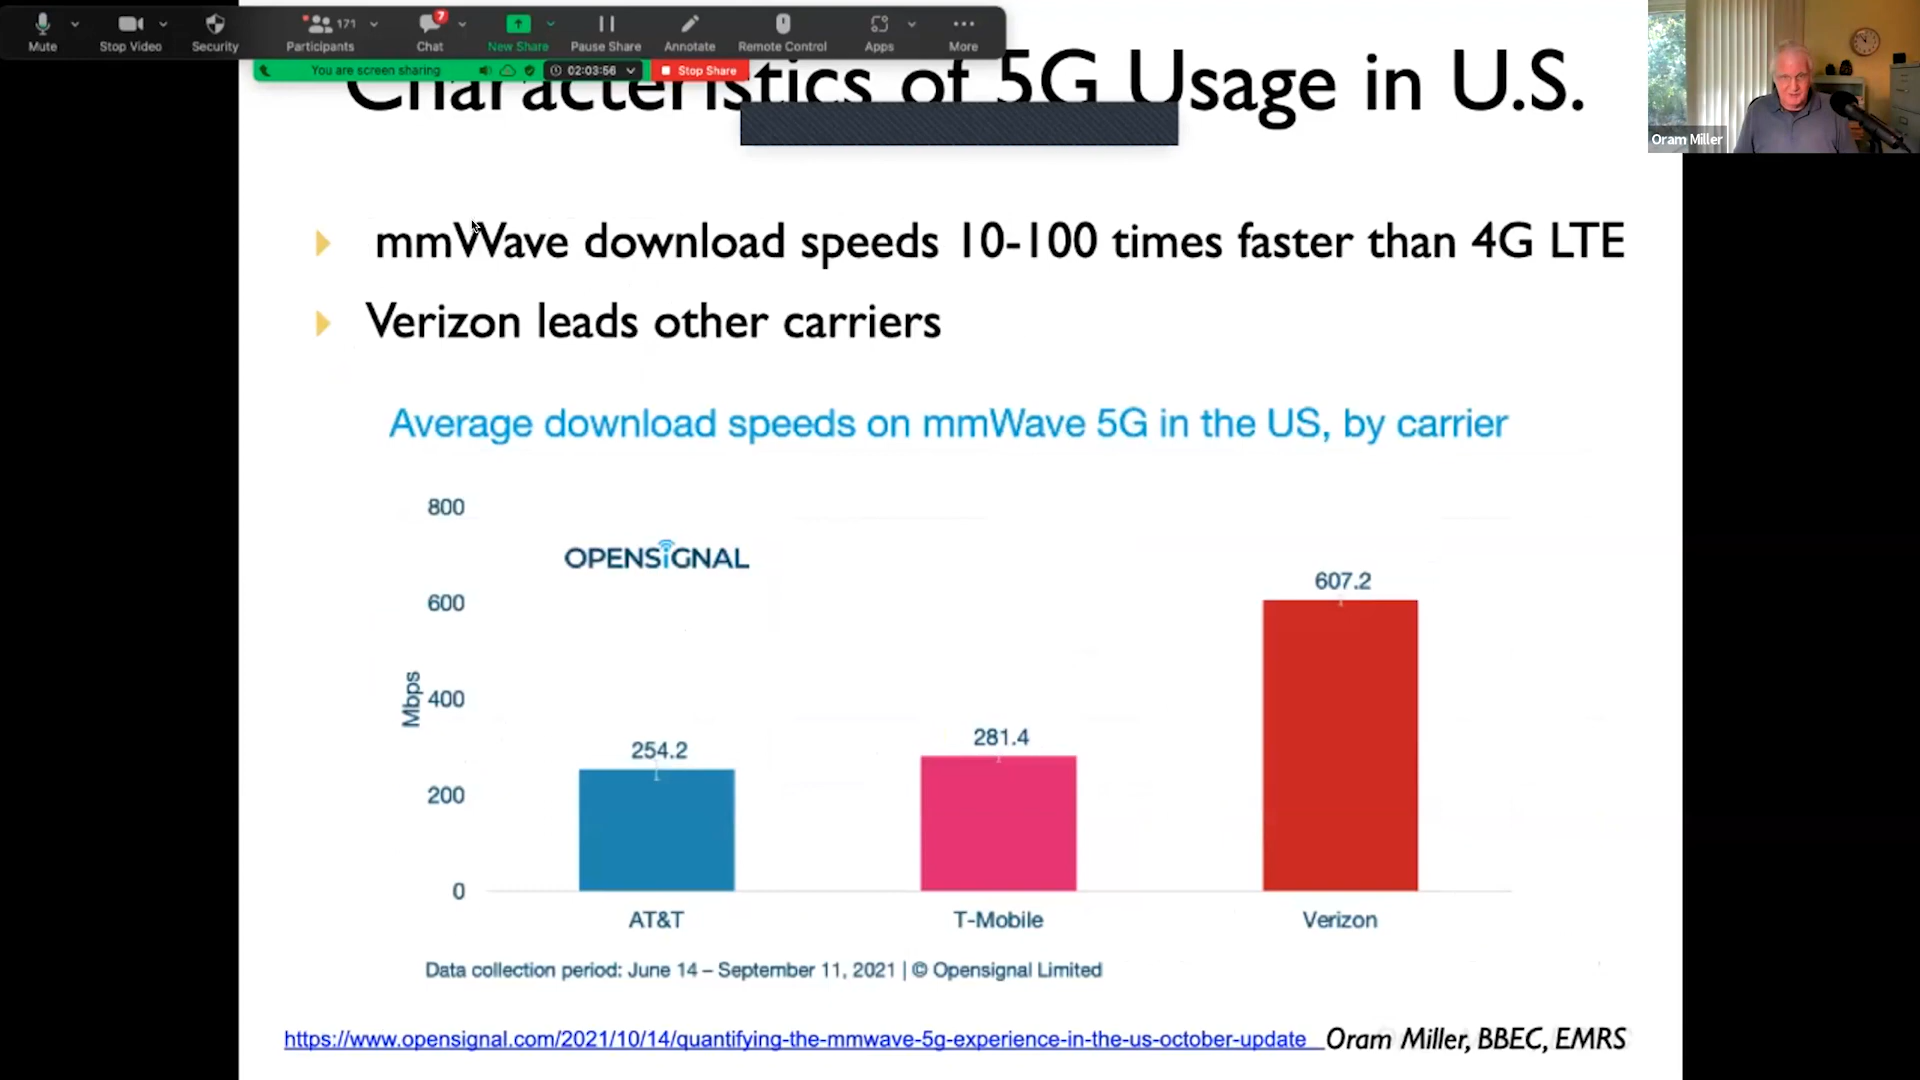 171
7
Mute
Stop Video
Security
Participants
Chat
New Share
Pause Share
Annotate
Remote Control
Apps
More
You are screen sharing
02:03:56
Stop Share
Characteristics of 5G Usage in U.S.
Oram Miller
mmWave download speeds 10-100 times faster than 4G LTE
Verizon leads other carriers
Average download speeds on mmWave 5G in the US, by carrier
800
OPENSiGNAL
607.2
600
Mbps
400
281.4
254.2
200
0
AT&T
T-Mobile
Verizon
Data collection period: June 14 – September 11, 2021 | © Opensignal Limited
https://www.opensignal.com/2021/10/14/quantifying-the-mmwave-5g-experience-in-the-us-october-update
Oram Miller, BBEC, EMRS